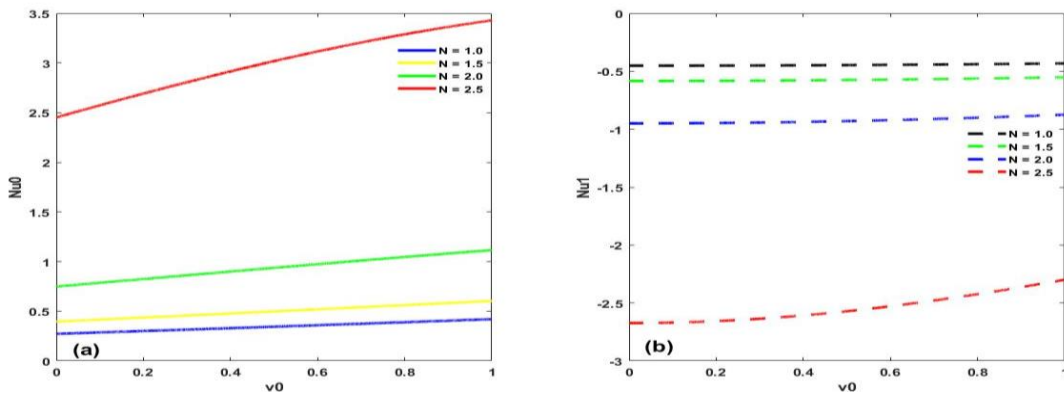 3.5
3
2.5
2
1.5
1
0.5
0
Nu0
N = 1.0
N = 1.5
N = 2.0
N = 2.5
(a)
0 0.2 0.4 0.6 0.8 1
v0
0
-0.5
-1
-1.5
-2
-2.5
-3
Nu1
N = 1.0
N = 1.5
N = 2.0
N = 2.5
(b)
0 0.2 0.4 0.6 0.8 1
v0